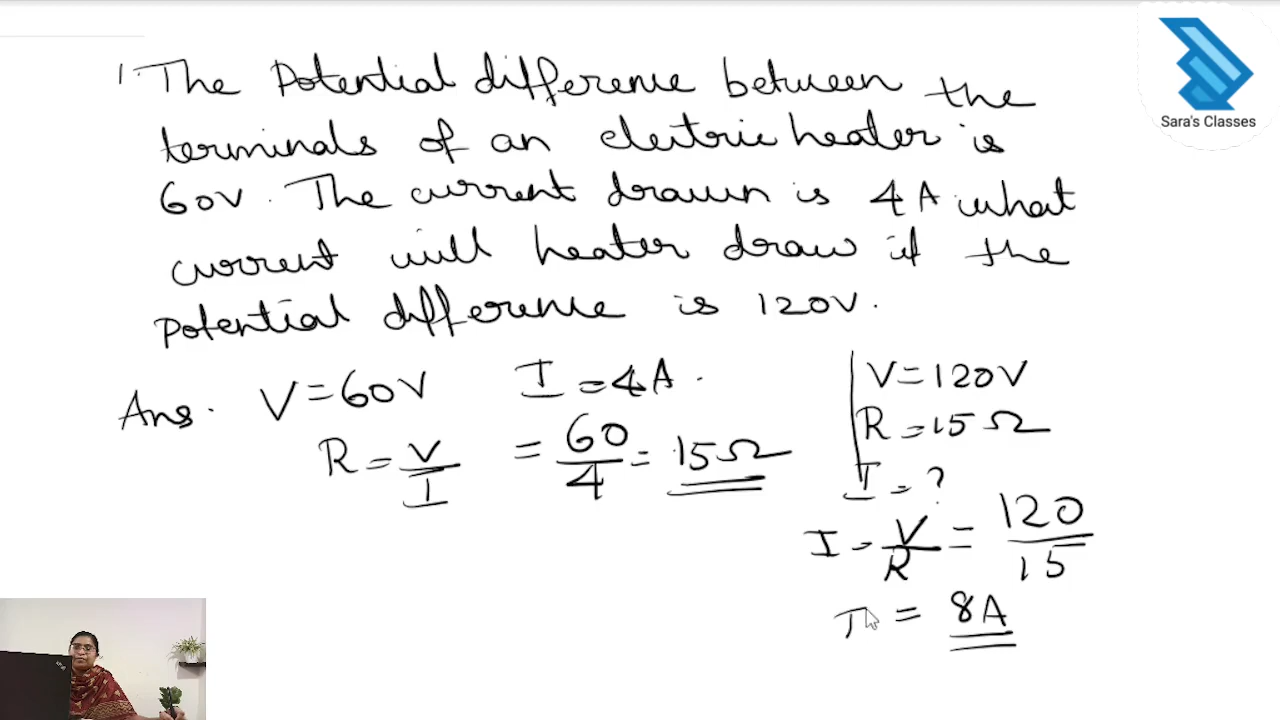 1. The Potential difference between the
terminals of an electric heater is
60V. The current drawn is 4A what
current will heater draw if the
potential difference is 120V.
Ans. V=60V I=4A.
R=V/I = 60/4 = 15Ω
V=120V
R=15Ω
I=?
I=V/R=120/15
I = 8A
Sara's Classes